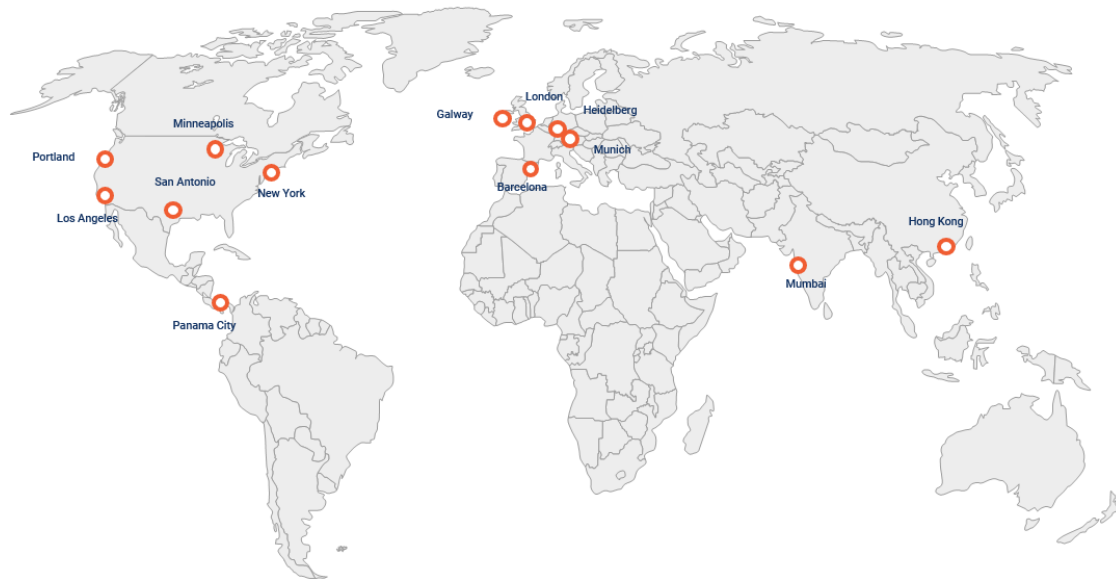 London
Galway
Heidelberg
Minneapolis
Munich
Portland
San Antonio
Barcelona
New York
Los Angeles
Hong Kong
Mumbai
Panama City